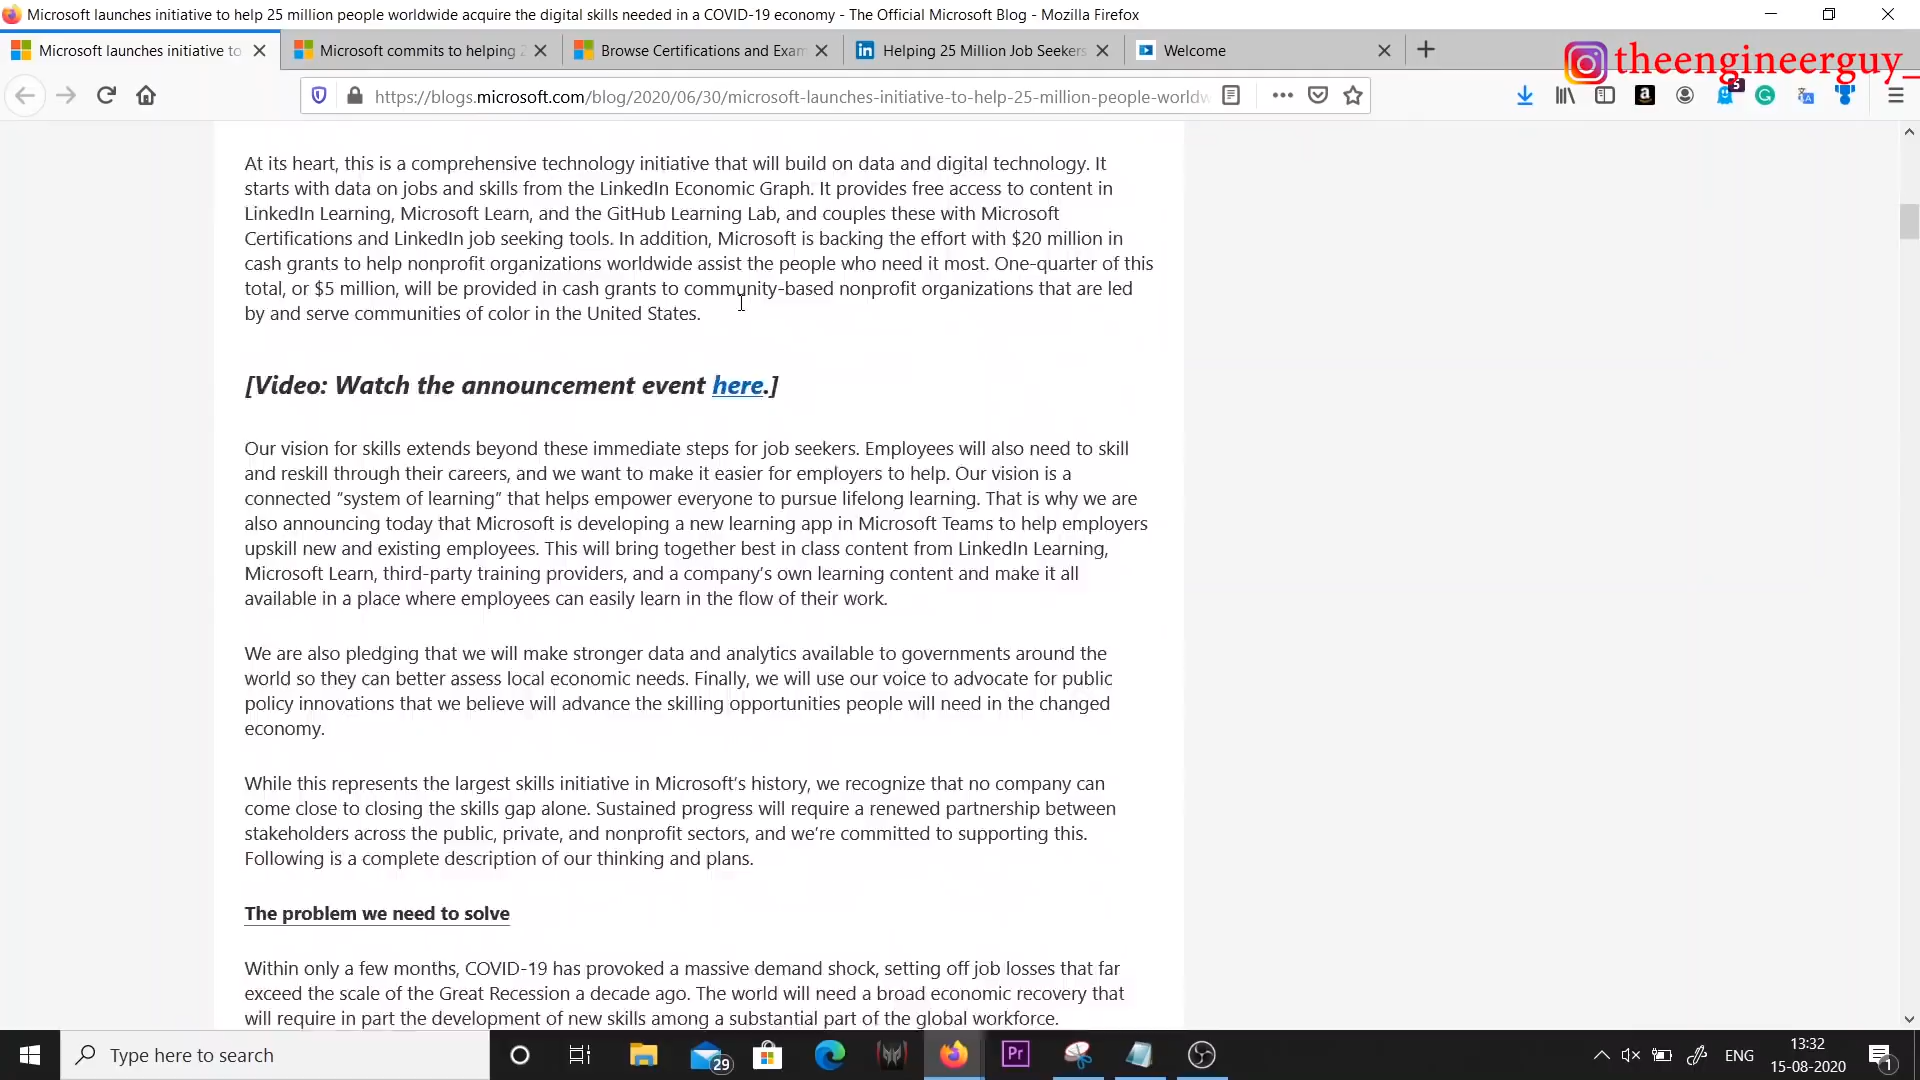 Microsoft launches initiative to help 25 million people worldwide acquire the digital skills needed in a COVID-19 economy - The Official Microsoft Blog - Mozilla Firefox
Microsoft launches initiative to
Microsoft commits to helping 2
Browse Certifications and Exam
Helping 25 Million Job Seekers
Welcome
theengineerguy_
https://blogs.microsoft.com/blog/2020/06/30/microsoft-launches-initiative-to-help-25-million-people-worldw
5
At its heart, this is a comprehensive technology initiative that will build on data and digital technology. It
starts with data on jobs and skills from the LinkedIn Economic Graph. It provides free access to content in
LinkedIn Learning, Microsoft Learn, and the GitHub Learning Lab, and couples these with Microsoft
Certifications and LinkedIn job seeking tools. In addition, Microsoft is backing the effort with $20 million in
cash grants to help nonprofit organizations worldwide assist the people who need it most. One-quarter of this
total, or $5 million, will be provided in cash grants to community-based nonprofit organizations that are led
by and serve communities of color in the United States.
[Video: Watch the announcement event here.]
Our vision for skills extends beyond these immediate steps for job seekers. Employees will also need to skill
and reskill through their careers, and we want to make it easier for employers to help. Our vision is a
connected “system of learning” that helps empower everyone to pursue lifelong learning. That is why we are
also announcing today that Microsoft is developing a new learning app in Microsoft Teams to help employers
upskill new and existing employees. This will bring together best in class content from LinkedIn Learning,
Microsoft Learn, third-party training providers, and a company’s own learning content and make it all
available in a place where employees can easily learn in the flow of their work.
We are also pledging that we will make stronger data and analytics available to governments around the
world so they can better assess local economic needs. Finally, we will use our voice to advocate for public
policy innovations that we believe will advance the skilling opportunities people will need in the changed
economy.
While this represents the largest skills initiative in Microsoft’s history, we recognize that no company can
come close to closing the skills gap alone. Sustained progress will require a renewed partnership between
stakeholders across the public, private, and nonprofit sectors, and we’re committed to supporting this.
Following is a complete description of our thinking and plans.
The problem we need to solve
Within only a few months, COVID-19 has provoked a massive demand shock, setting off job losses that far
exceed the scale of the Great Recession a decade ago. The world will need a broad economic recovery that
will require in part the development of new skills among a substantial part of the global workforce.
Type here to search
29
Pr
ENG
13:32
15-08-2020
1